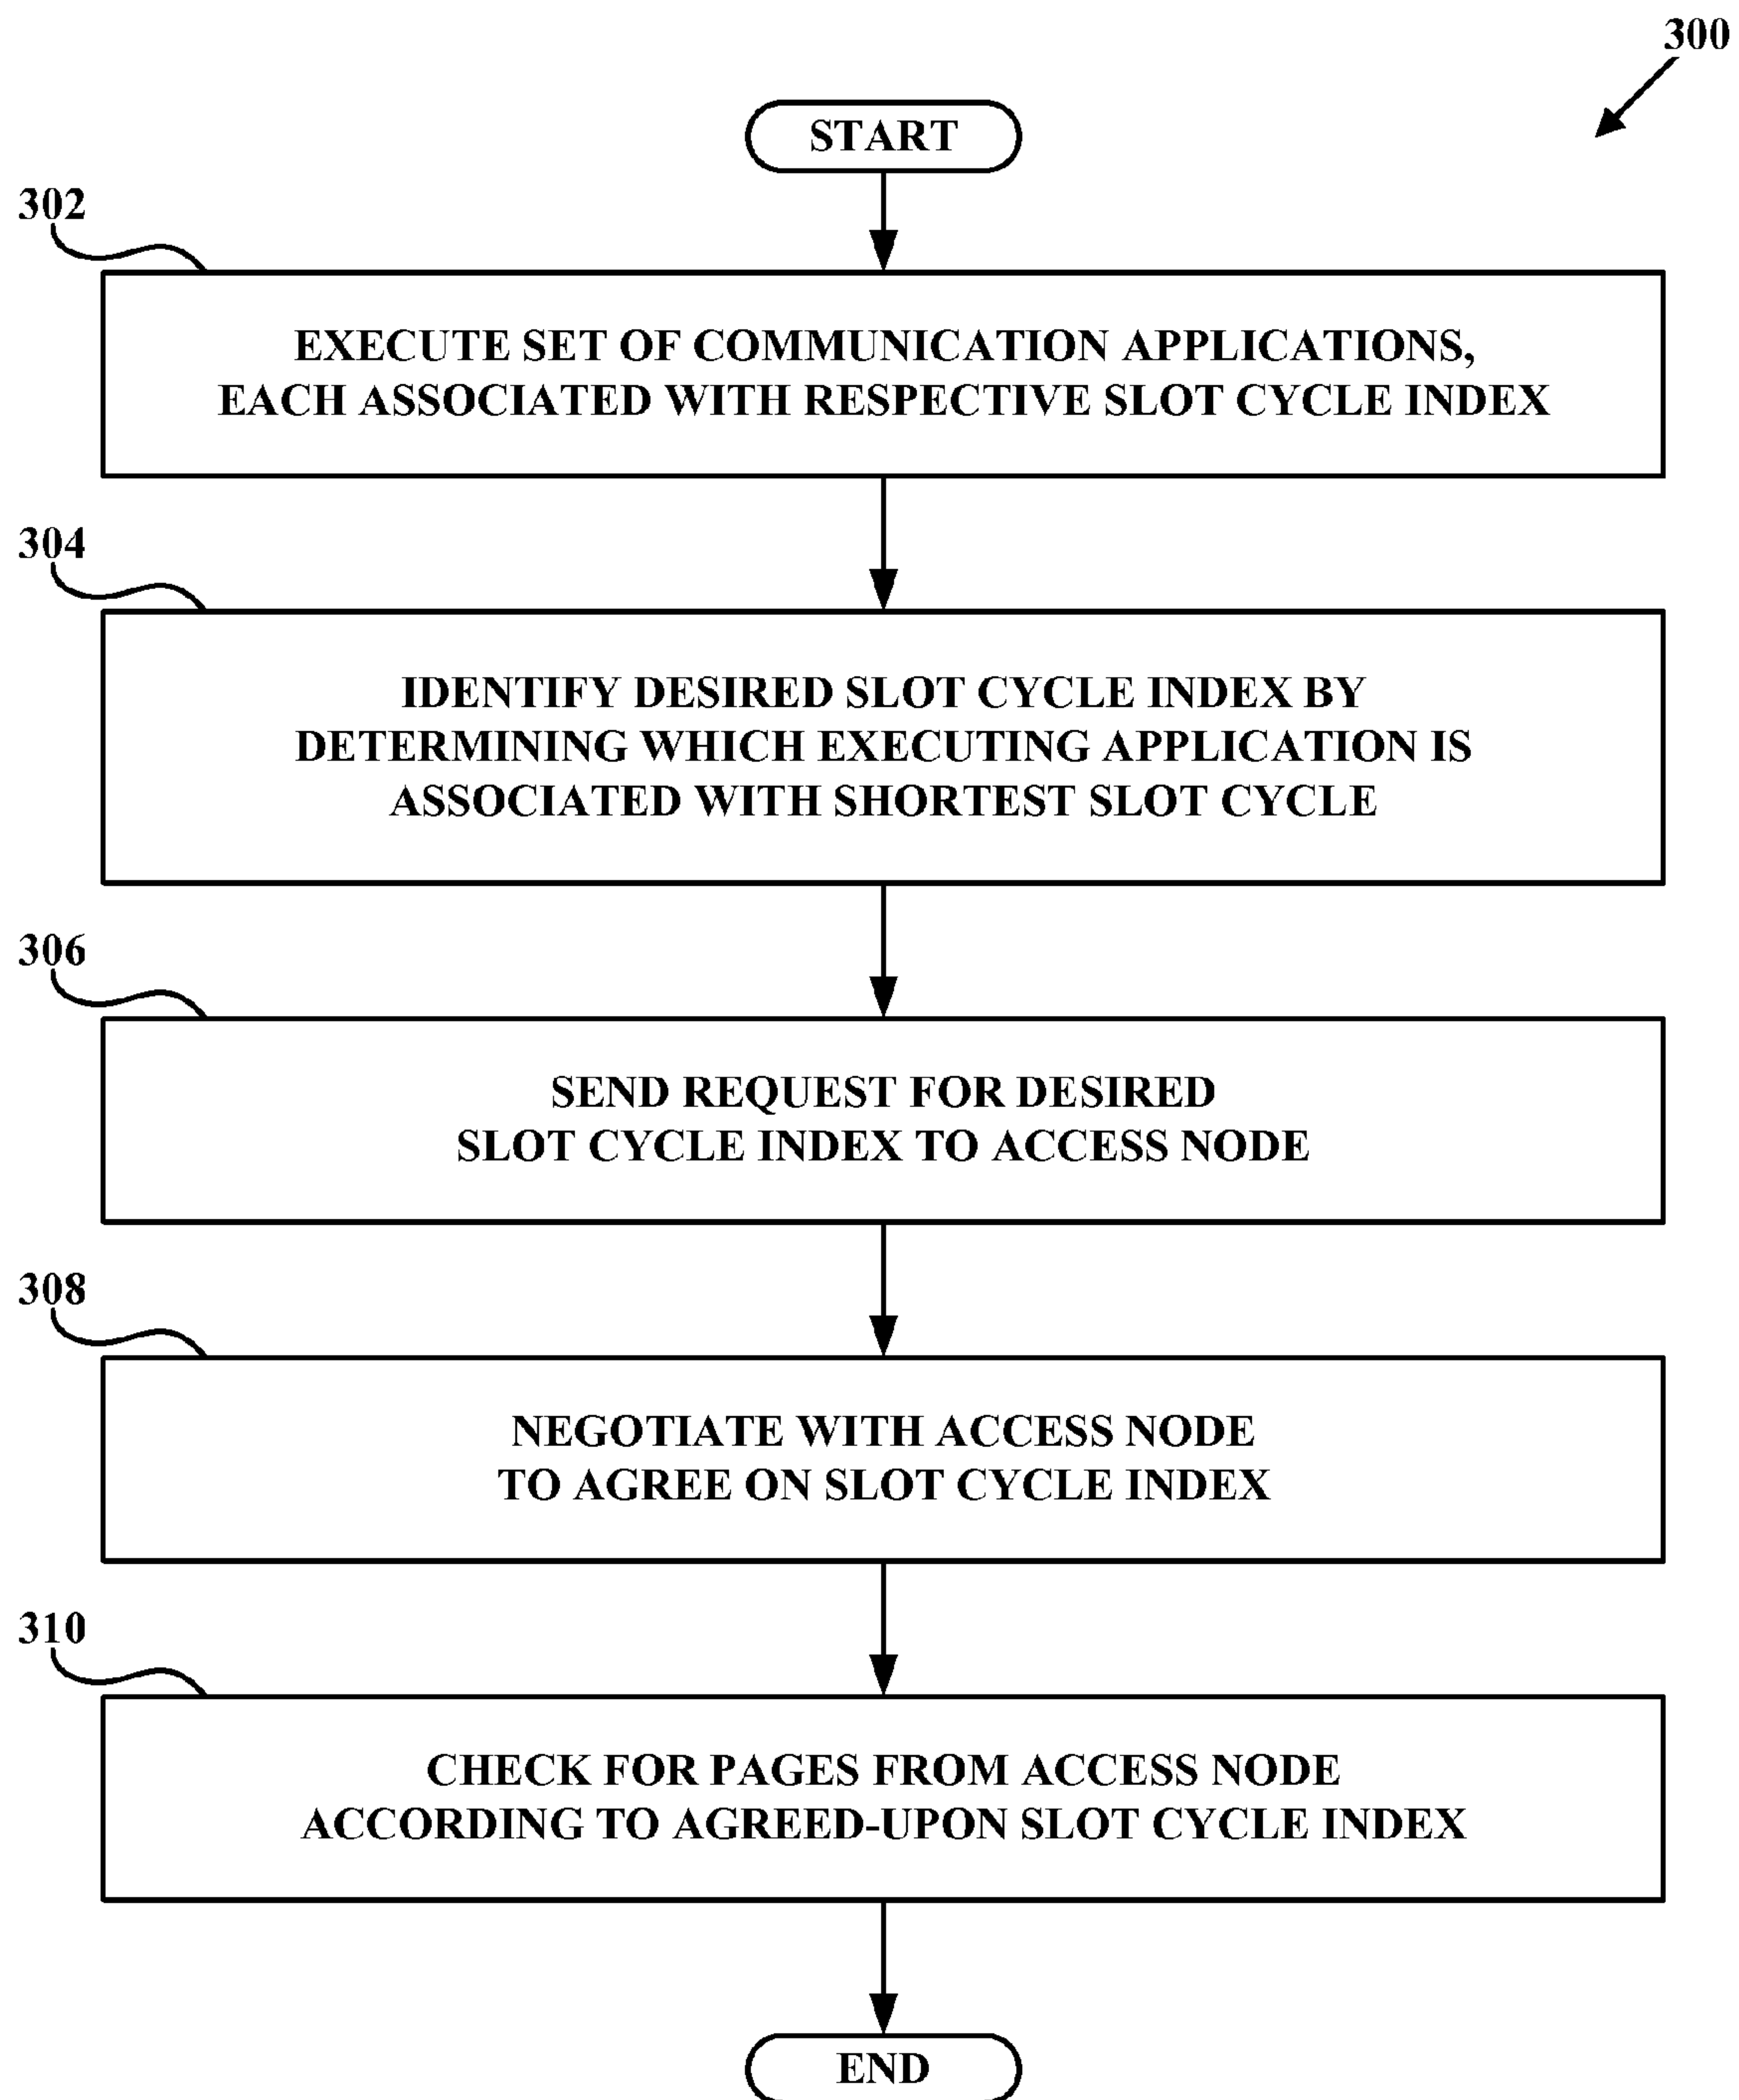 300
START
302
EXECUTE SET OF COMMUNICATION APPLICATIONS,
EACH ASSOCIATED WITH RESPECTIVE SLOT CYCLE INDEX
304
IDENTIFY DESIRED SLOT CYCLE INDEX BY
DETERMINING WHICH EXECUTING APPLICATION IS
ASSOCIATED WITH SHORTEST SLOT CYCLE
306
SEND REQUEST FOR DESIRED
SLOT CYCLE INDEX TO ACCESS NODE
308
NEGOTIATE WITH ACCESS NODE
TO AGREE ON SLOT CYCLE INDEX
310
CHECK FOR PAGES FROM ACCESS NODE
ACCORDING TO AGREED-UPON SLOT CYCLE INDEX
END